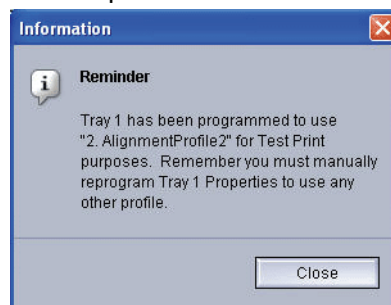 Information
Reminder
Tray 1 has been programmed to use
"2. AlignmentProfile2" for Test Print
purposes. Remember you must manually
reprogram Tray 1 Properties to use any
other profile.
Close